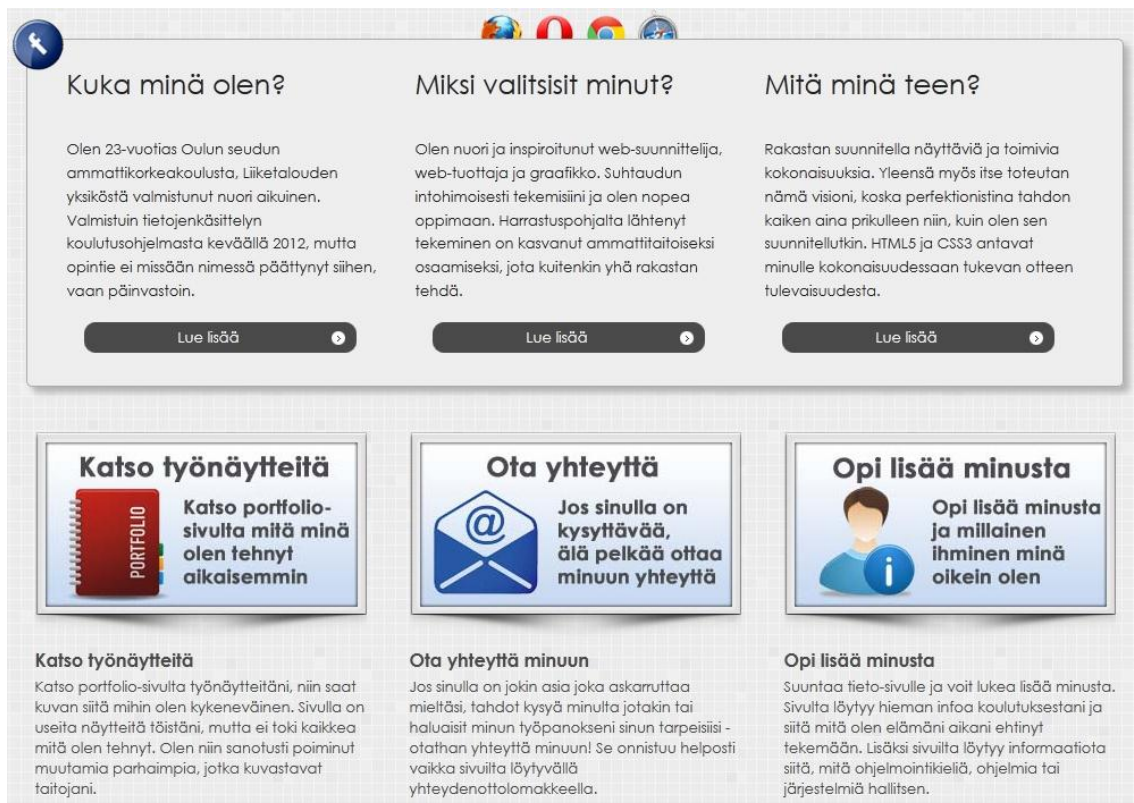 Kuka minä olen?
Olen 23-vuotias Oulun seudun
ammattikorkeakoulusta, Liiketalouden
yksiköstä valmistunut nuori aikuinen.
Valmistuin tietojenkäsittelyn
koulutusohjelmasta keväällä 2012, mutta
opintie ei missään nimessä päättynyt siihen,
vaan päinvastoin.
Lue lisää
Miksi valitsisit minut?
Olen nuori ja inspiroitunut web-suunnittelija,
web-tuottaja ja graafikko. Suhtaudun
intohimoisesti tekemisiini ja olen nopea
oppimaan. Harrastuspohjalta lähtenyt
tekeminen on kasvanut ammattitaitoiseksi
osaamiseksi, jota kuitenkin yhä rakastan
tehdä.
Lue lisää
Mitä minä teen?
Rakastan suunnitella näyttäviä ja toimivia
kokonaisuuksia. Yleensä myös itse toteutan
nämä visioni, koska perfektionistina tahdon
kaiken aina prikulleen niin, kuin olen sen
suunnitellutkin. HTML5 ja CSS3 antavat
minulle kokonaisuudessaan tukevan otteen
tulevaisuudesta.
Lue lisää
Katso työnäytteitä
PORTFOLIO
Katso portfolio-
sivulta mitä minä
olen tehnyt
aikaisemmin
Ota yhteyttä
@
Jos sinulla on
kysyttävää,
älä pelkää ottaa
minuun yhteyttä
Opi lisää minusta
i
Opi lisää minusta
ja millainen
ihminen minä
oikein olen
Katso työnäytteitä
Katso portfolio-sivulta työnäytteitäni, niin saat
kuvan siitä mihin olen kykeneväinen. Sivulla on
useita näytteitä töistäni, mutta ei toki kaikkea
mitä olen tehnyt. Olen niin sanotusti poiminut
muutamia parhaimpia, jotka kuvastavat
taitojani.
Ota yhteyttä minuun
Jos sinulla on jokin asia joka askarruttaa
mieltäsi, tahdot kysyä minulta jotakin tai
haluaisit minun työpanokseni sinun tarpeisiisi -
otathan yhteyttä minuun! Se onnistuu helposti
vaikka sivuilta löytyvällä
yhteydenottolomakkeella.
Opi lisää minusta
Suuntaa tieto-sivulle ja voit lukea lisää minusta.
Sivulta löytyy hieman infoa koulutuksestani ja
siitä mitä olen elämäni aikani ehtinyt
tekemään. Lisäksi sivuilta löytyy informaatiota
siitä, mitä ohjelmointikieliä, ohjelmia tai
järjestelmiä hallitsen.